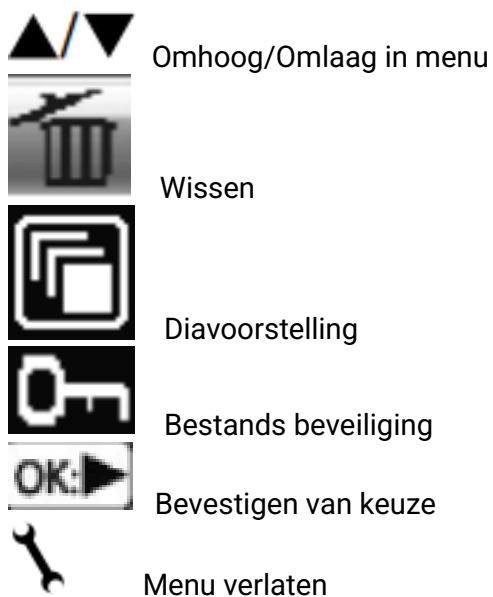 ▲/▼ Omhoog/Omlaag in menu
Wissen
Diavoorstelling
Bestands beveiliging
OK:▶ Bevestigen van keuze
Menu verlaten